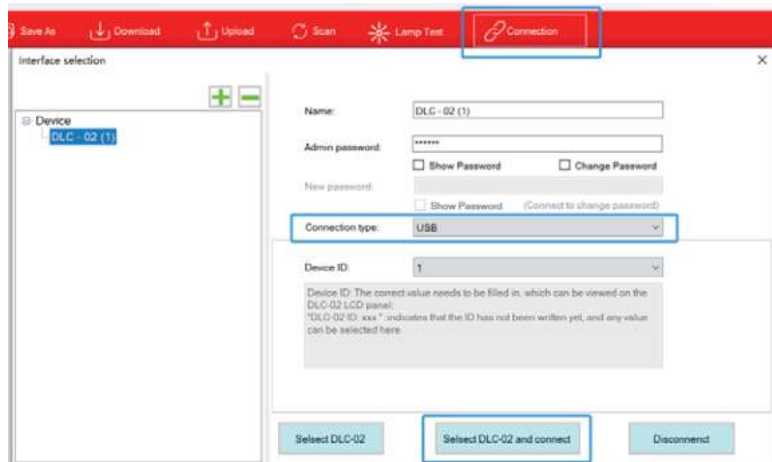 Save As Download Upload Scan Lamp Test Connection
Interface selection
Device
DLC - 02 (1)
Name: DLC - 02 (1)
Admin password: ******
Show Password Change Password
New password:
Show Password (Connect to change password)
Connection type: USB
Device ID: 1
Device ID: The correct value needs to be filled in, which can be viewed on the
DLC-02 LCD panel;
"DLC-02 ID: xxx ": indicates that the ID has not been written yet, and any value
can be selected here
Selsect DLC-02 Selsect DLC-02 and connect Disconnenct